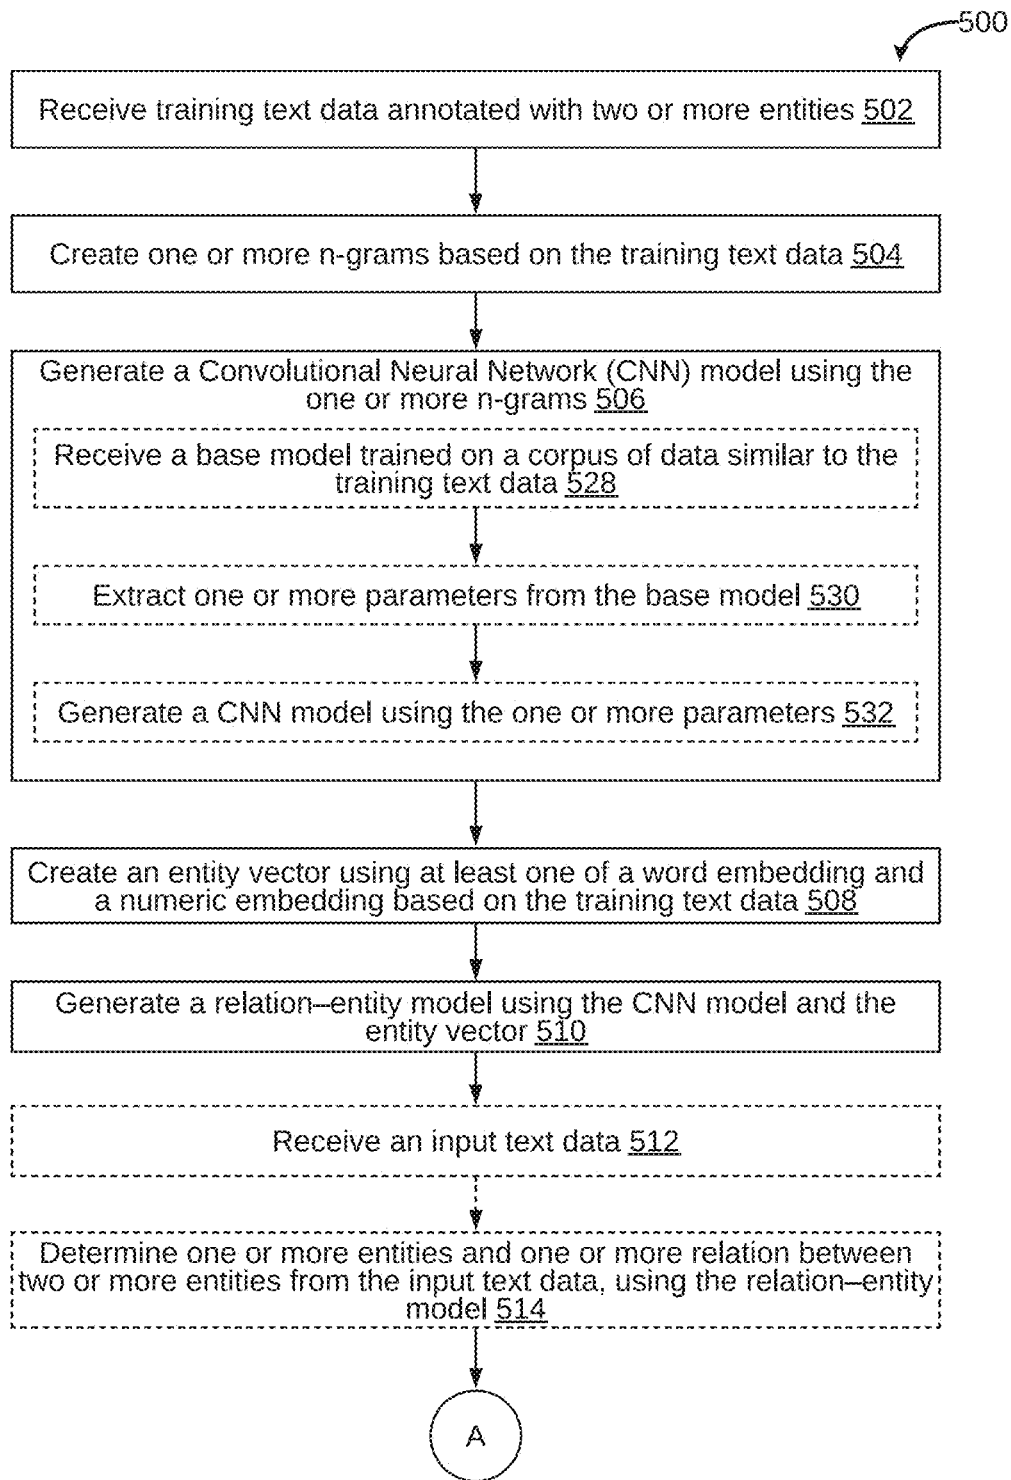 500
Receive training text data annotated with two or more entities 502
Create one or more n-grams based on the training text data 504
Generate a Convolutional Neural Network (CNN) model using the
one or more n-grams 506
Receive a base model trained on a corpus of data similar to the
training text data 528
Extract one or more parameters from the base model 530
Generate a CNN model using the one or more parameters 532
Create an entity vector using at least one of a word embedding and
a numeric embedding based on the training text data 508
Generate a relation–entity model using the CNN model and the
entity vector 510
Receive an input text data 512
Determine one or more entities and one or more relation between
two or more entities from the input text data, using the relation–entity
model 514
A